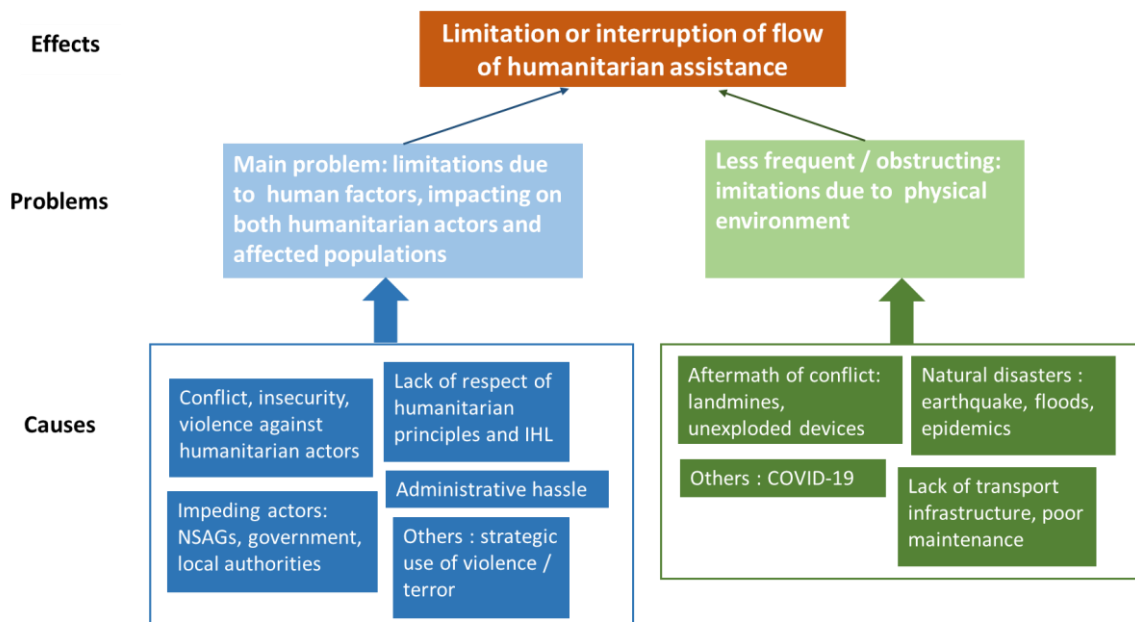 Effects
Limitation or interruption of flow
of humanitarian assistance
Problems
Main problem: limitations due
to human factors, impacting on
both humanitarian actors and
affected populations
Less frequent / obstructing:
imitations due to physical
environment
Causes
Conflict, insecurity,
violence against
humanitarian actors
Lack of respect of
humanitarian
principles and IHL
Administrative hassle
Impeding actors:
NSAGs, government,
local authorities
Others : strategic
use of violence /
terror
Aftermath of conflict:
landmines,
unexploded devices
Natural disasters :
earthquake, floods,
epidemics
Others : COVID-19
Lack of transport
infrastructure, poor
maintenance